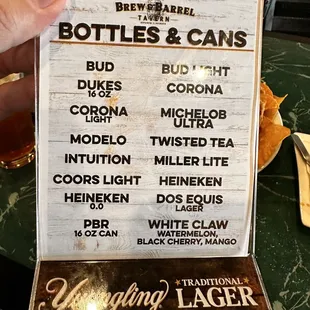 BREW & BARREL
TAVERN
BOTTLES & CANS
BUD
DUKES
16 OZ
CORONA
LIGHT
MODELO
INTUITION
COORS LIGHT
HEINEKEN
0.0
PBR
16 OZ CAN
BUD LIGHT
CORONA
MICHELOB
ULTRA
TWISTED TEA
MILLER LITE
HEINEKEN
DOS EQUIS
LAGER
WHITE CLAW
WATERMELON,
BLACK CHERRY, MANGO
Yuengling
TRADITIONAL
LAGER